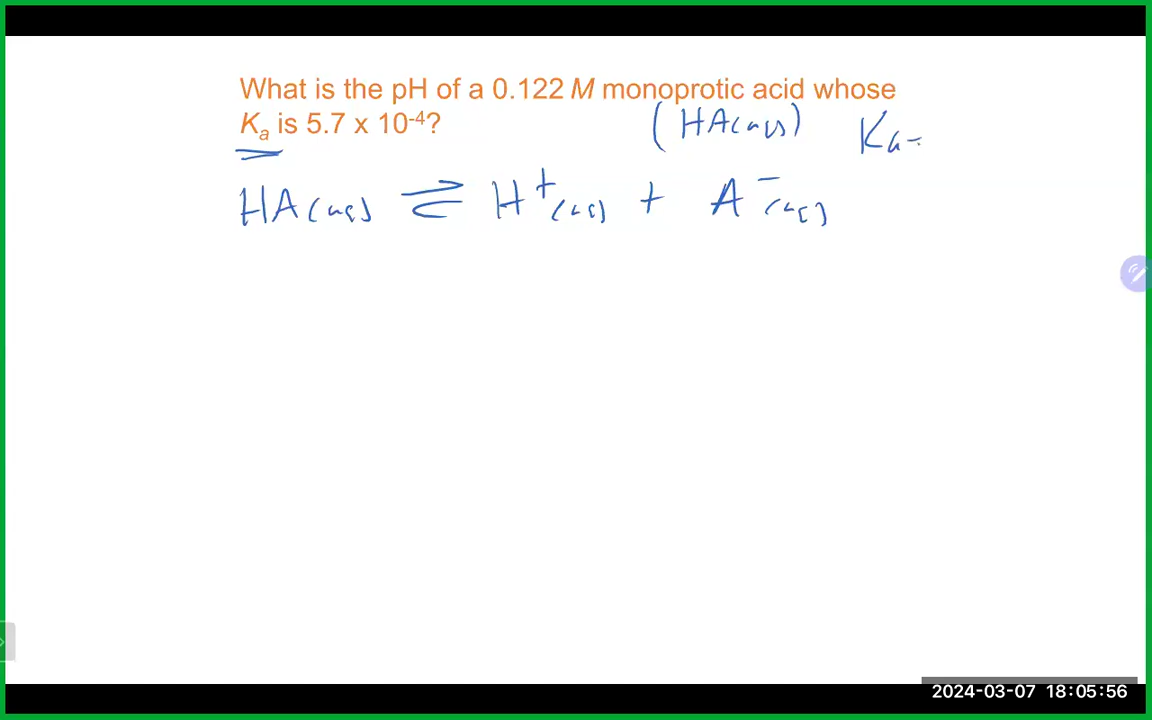 What is the pH of a 0.122 M monoprotic acid whose
Ka is 5.7 x 10-4?
(HA(aq)) Ka=
HA(aq) ⇌ H+(aq) + A-(aq)
2024-03-07 18:05:56